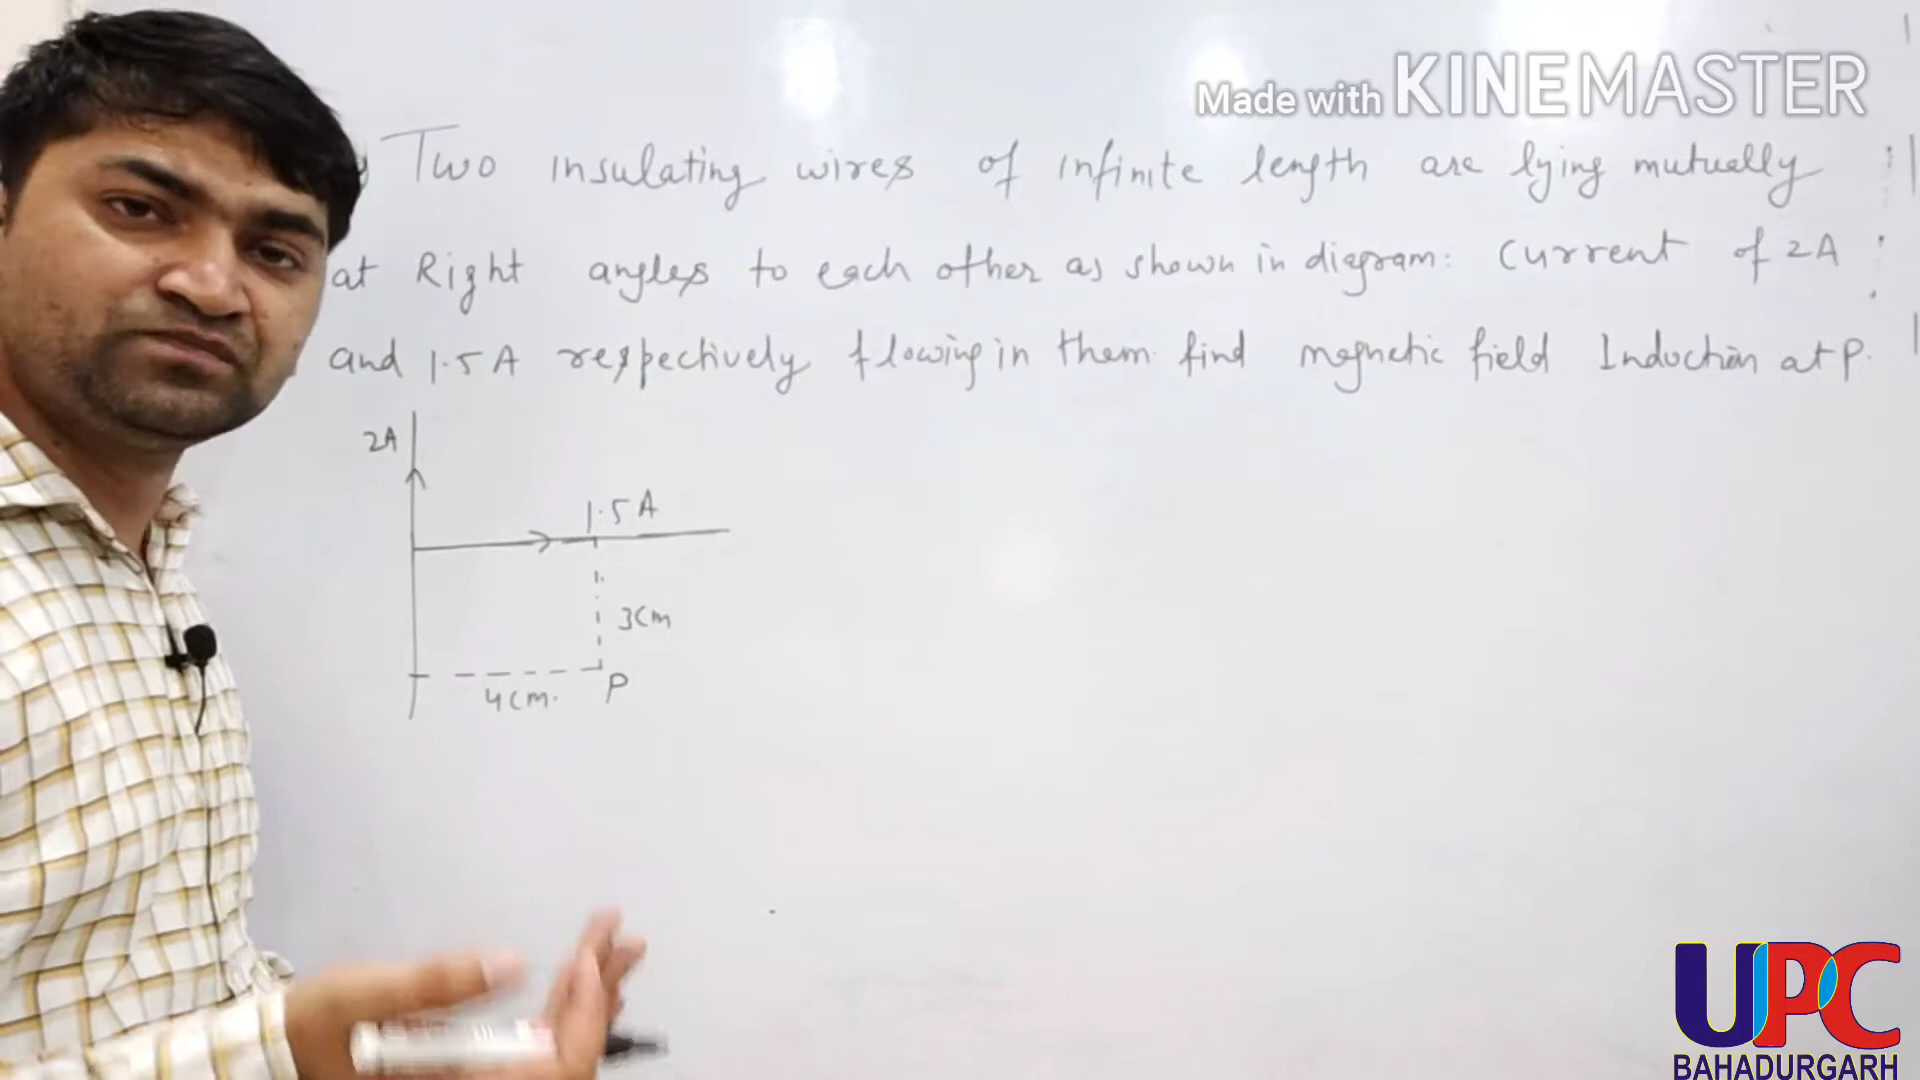 Made with KINEMASTER
Two insulating wires of infinite length are lying mutually
at Right angles to each other as shown in diagram: Current of 2A
and 1.5A respectively flowing in them find magnetic field Induction at P.
2A
1.5A
3cm
4cm.
P
UPC
BAHADURGARH